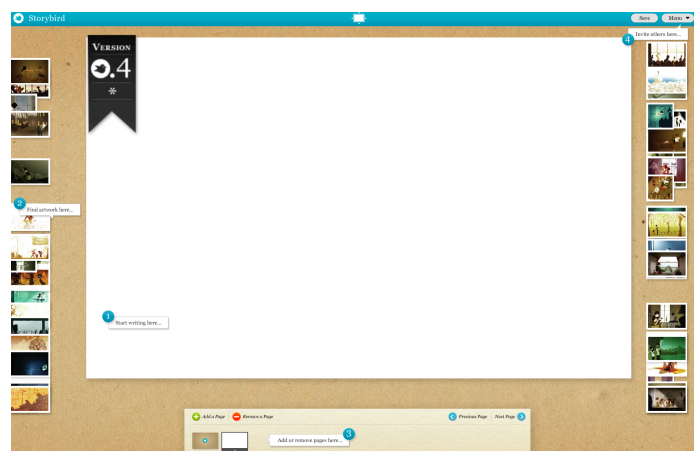 Storybird
Save
Menu
4
Invite others here...
VERSION
0.4
2
Find artwork here...
1
Start writing here...
Add a Page
Remove a Page
Previous Page
Next Page
3
Add or remove pages here...